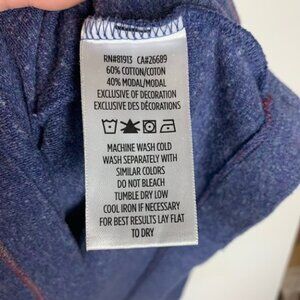 RN#81913 CA#26689
60% COTTON/COTON
40% MODAL/MODAL
EXCLUSIVE OF DECORATION
EXCLUSIVE DES DÉCORATIONS
MACHINE WASH COLD
WASH SEPARATELY WITH
SIMILAR COLORS
DO NOT BLEACH
TUMBLE DRY LOW
COOL IRON IF NECESSARY
FOR BEST RESULTS LAY FLAT
TO DRY